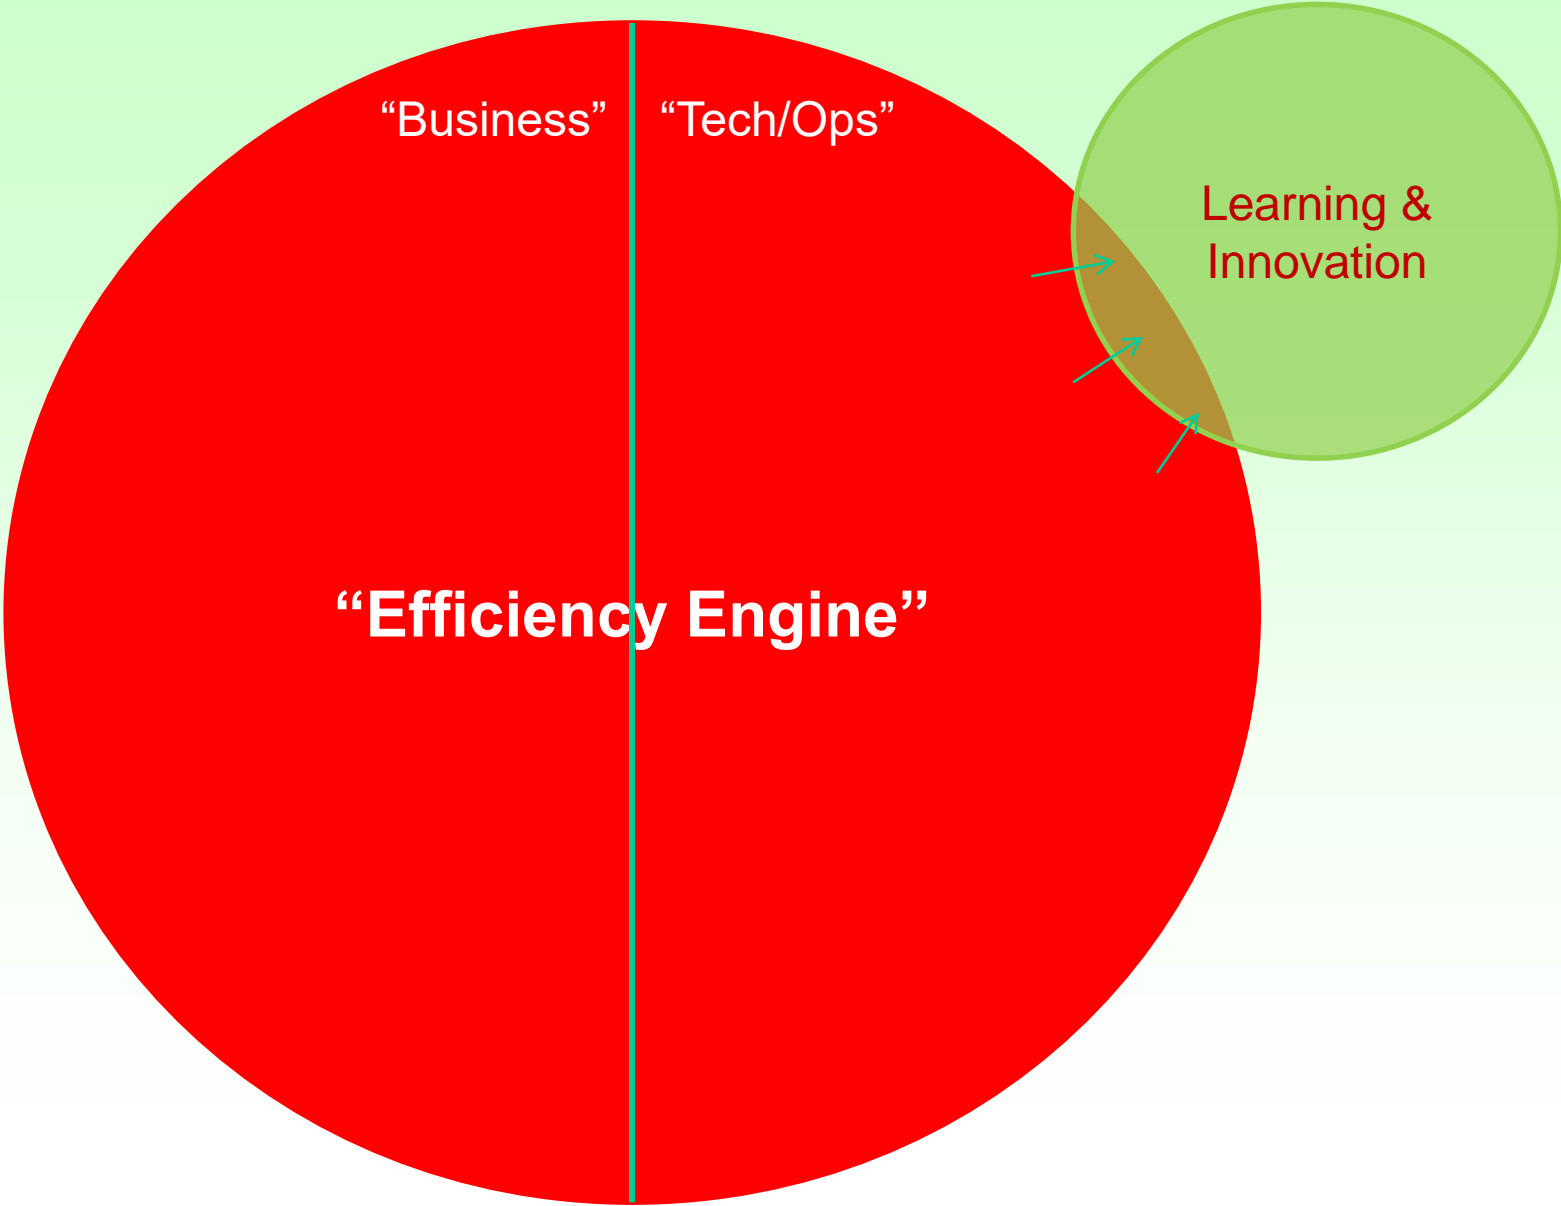 “Business”
“Tech/Ops”
Learning &
Innovation
“Efficiency Engine”